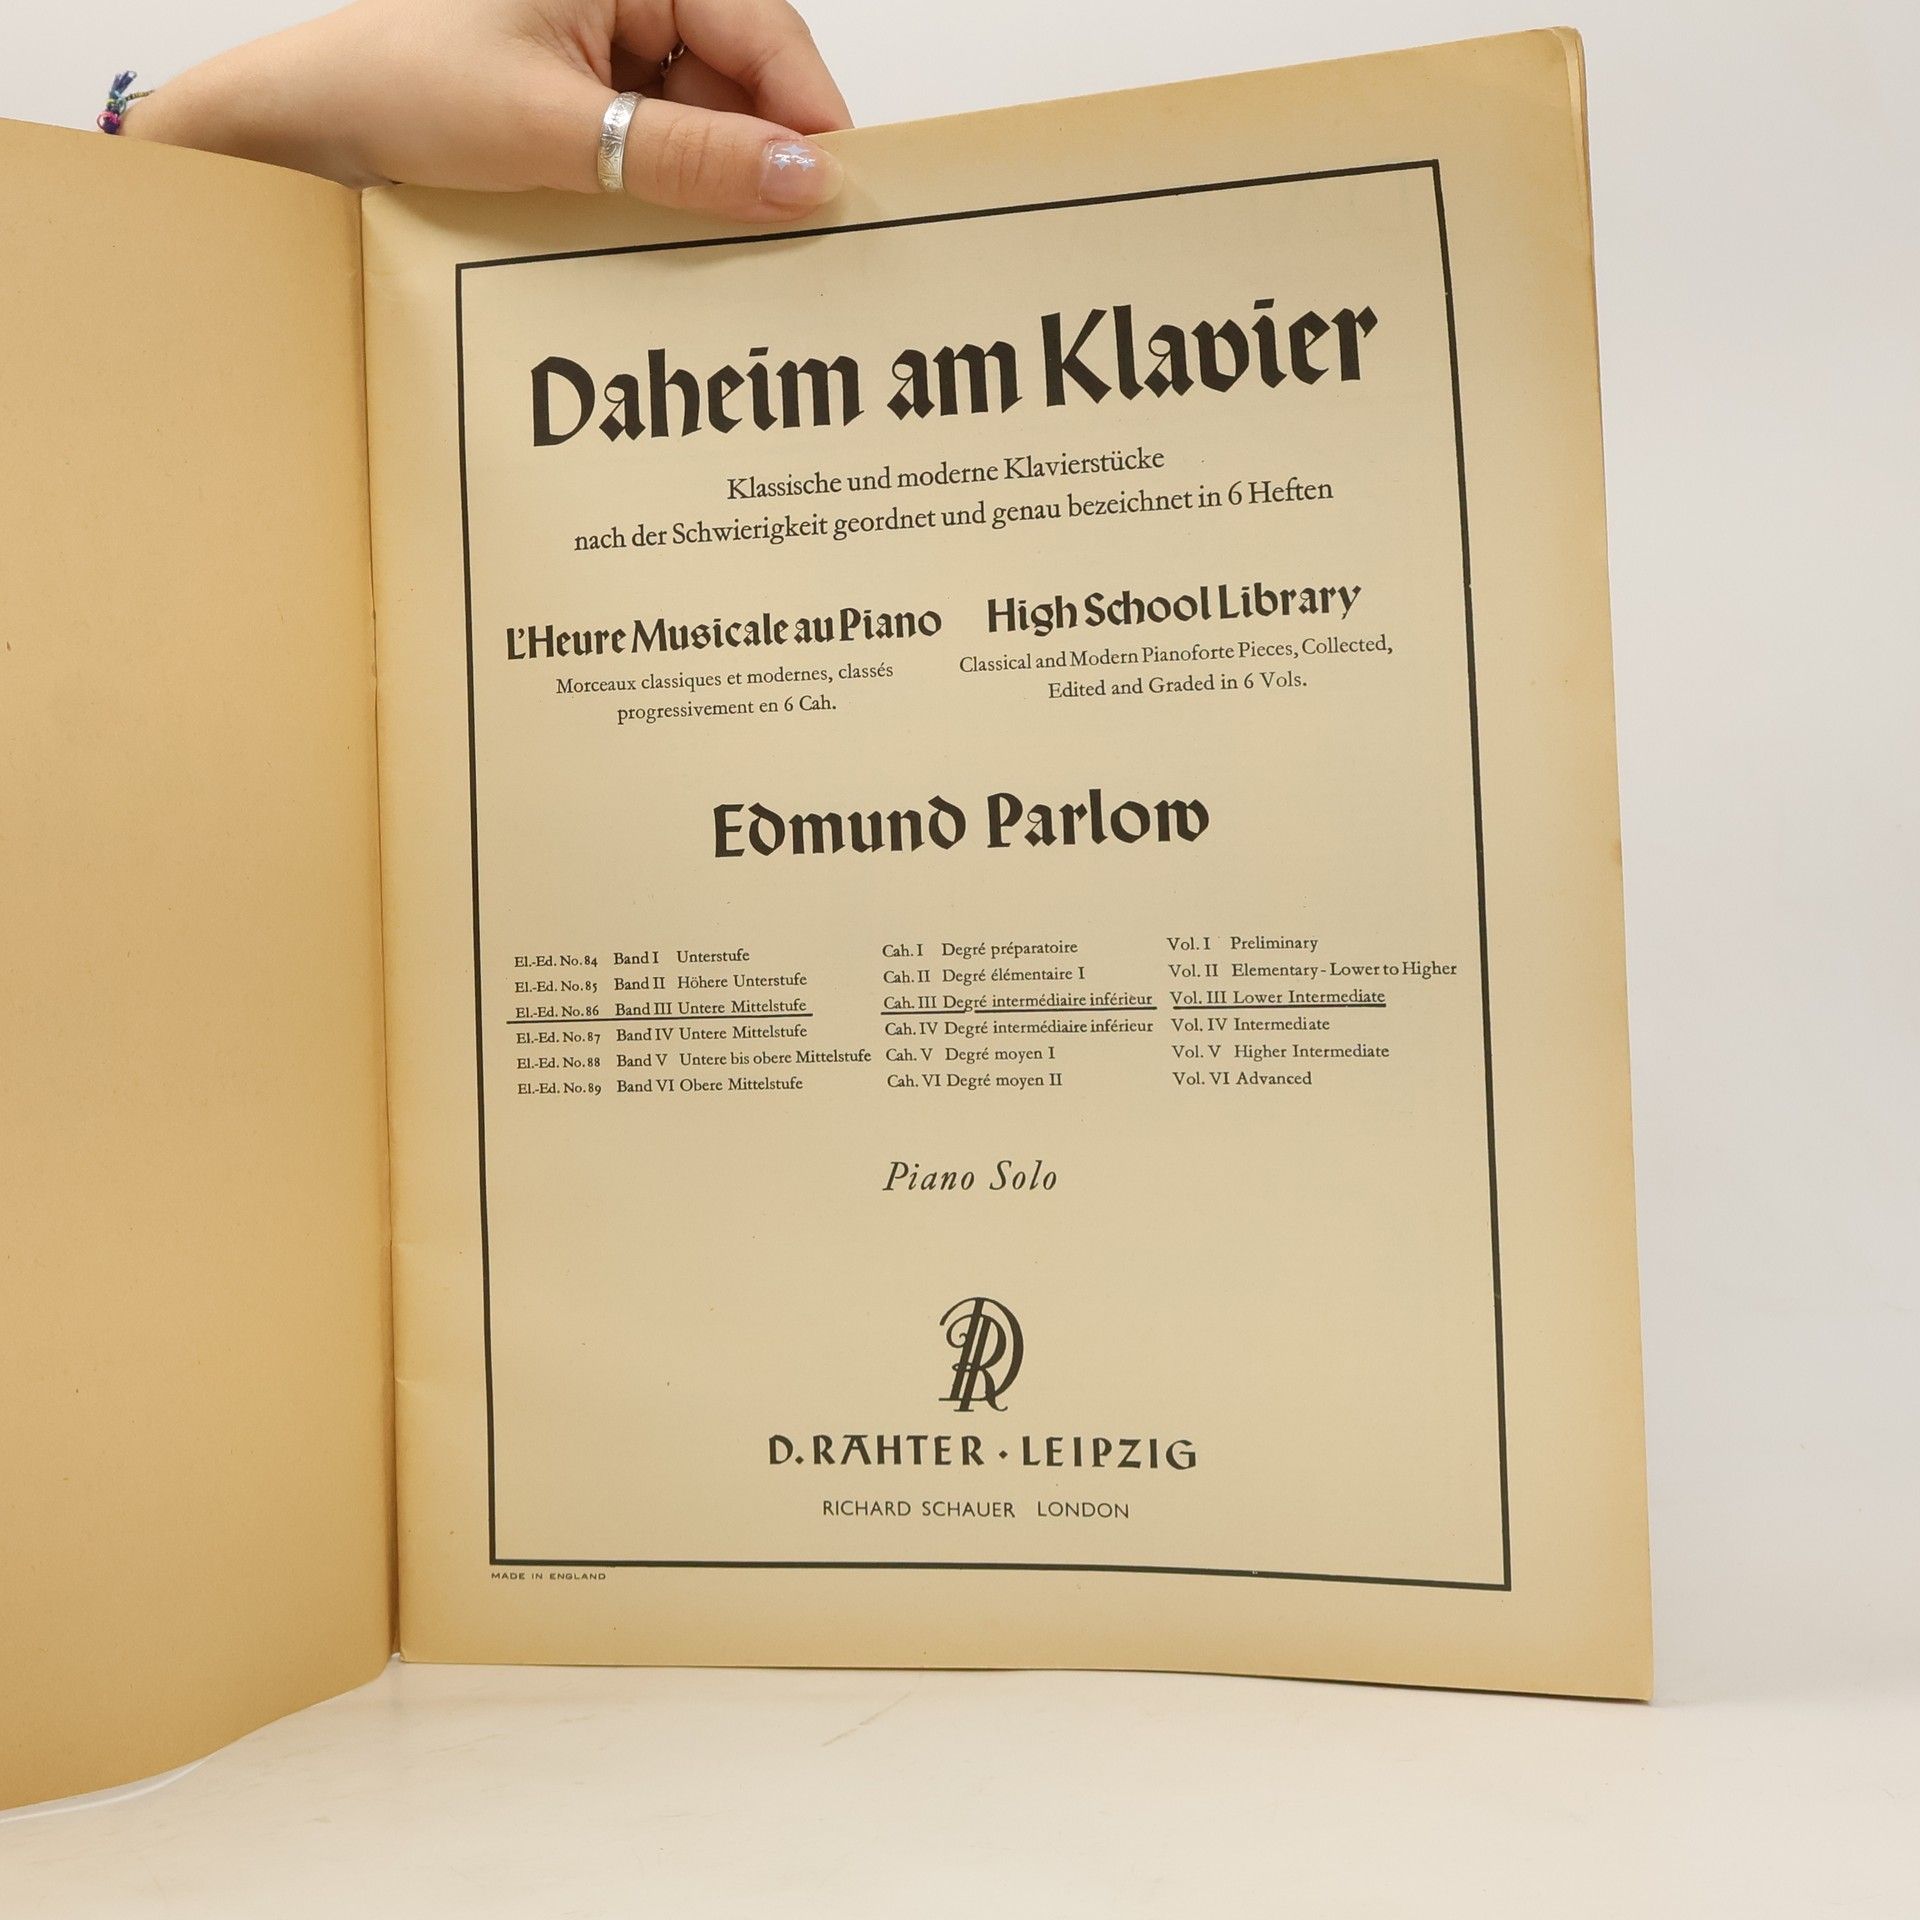 Daheim am Klavier
Klassische und moderne Klavierstücke
nach der Schwierigkeit geordnet und genau bezeichnet in 6 Heften
L'Heure Musicale au Piano
Morceaux classiques et modernes, classés
progressivement en 6 Cah.
High School Library
Classical and Modern Pianoforte Pieces, Collected,
Edited and Graded in 6 Vols.
Edmund Parlow
El.-Ed. No. 84 Band I Unterstufe Cah. I Degré préparatoire Vol. I Preliminary
El.-Ed. No. 85 Band II Höhere Unterstufe Cah. II Degré élémentaire I Vol. II Elementary - Lower to Higher
El.-Ed. No. 86 Band III Untere Mittelstufe Cah. III Degré intermédiaire inférieur Vol. III Lower Intermediate
El.-Ed. No. 87 Band IV Untere Mittelstufe Cah. IV Degré intermédiaire inférieur Vol. IV Intermediate
El.-Ed. No. 88 Band V Untere bis obere Mittelstufe Cah. V Degré moyen I Vol. V Higher Intermediate
El.-Ed. No. 89 Band VI Obere Mittelstufe Cah. VI Degré moyen II Vol. VI Advanced
Piano Solo
DR
D. RAHTER · LEIPZIG
RICHARD SCHAUER LONDON
MADE IN ENGLAND